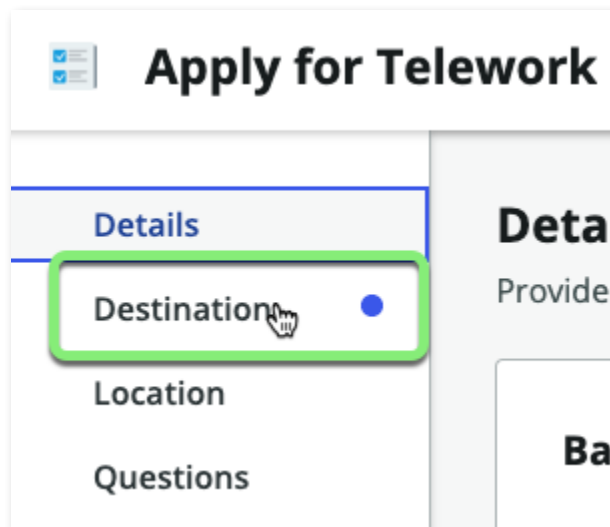 Apply for Telework
Details
Destination
Location
Questions
Deta
Provide
Ba